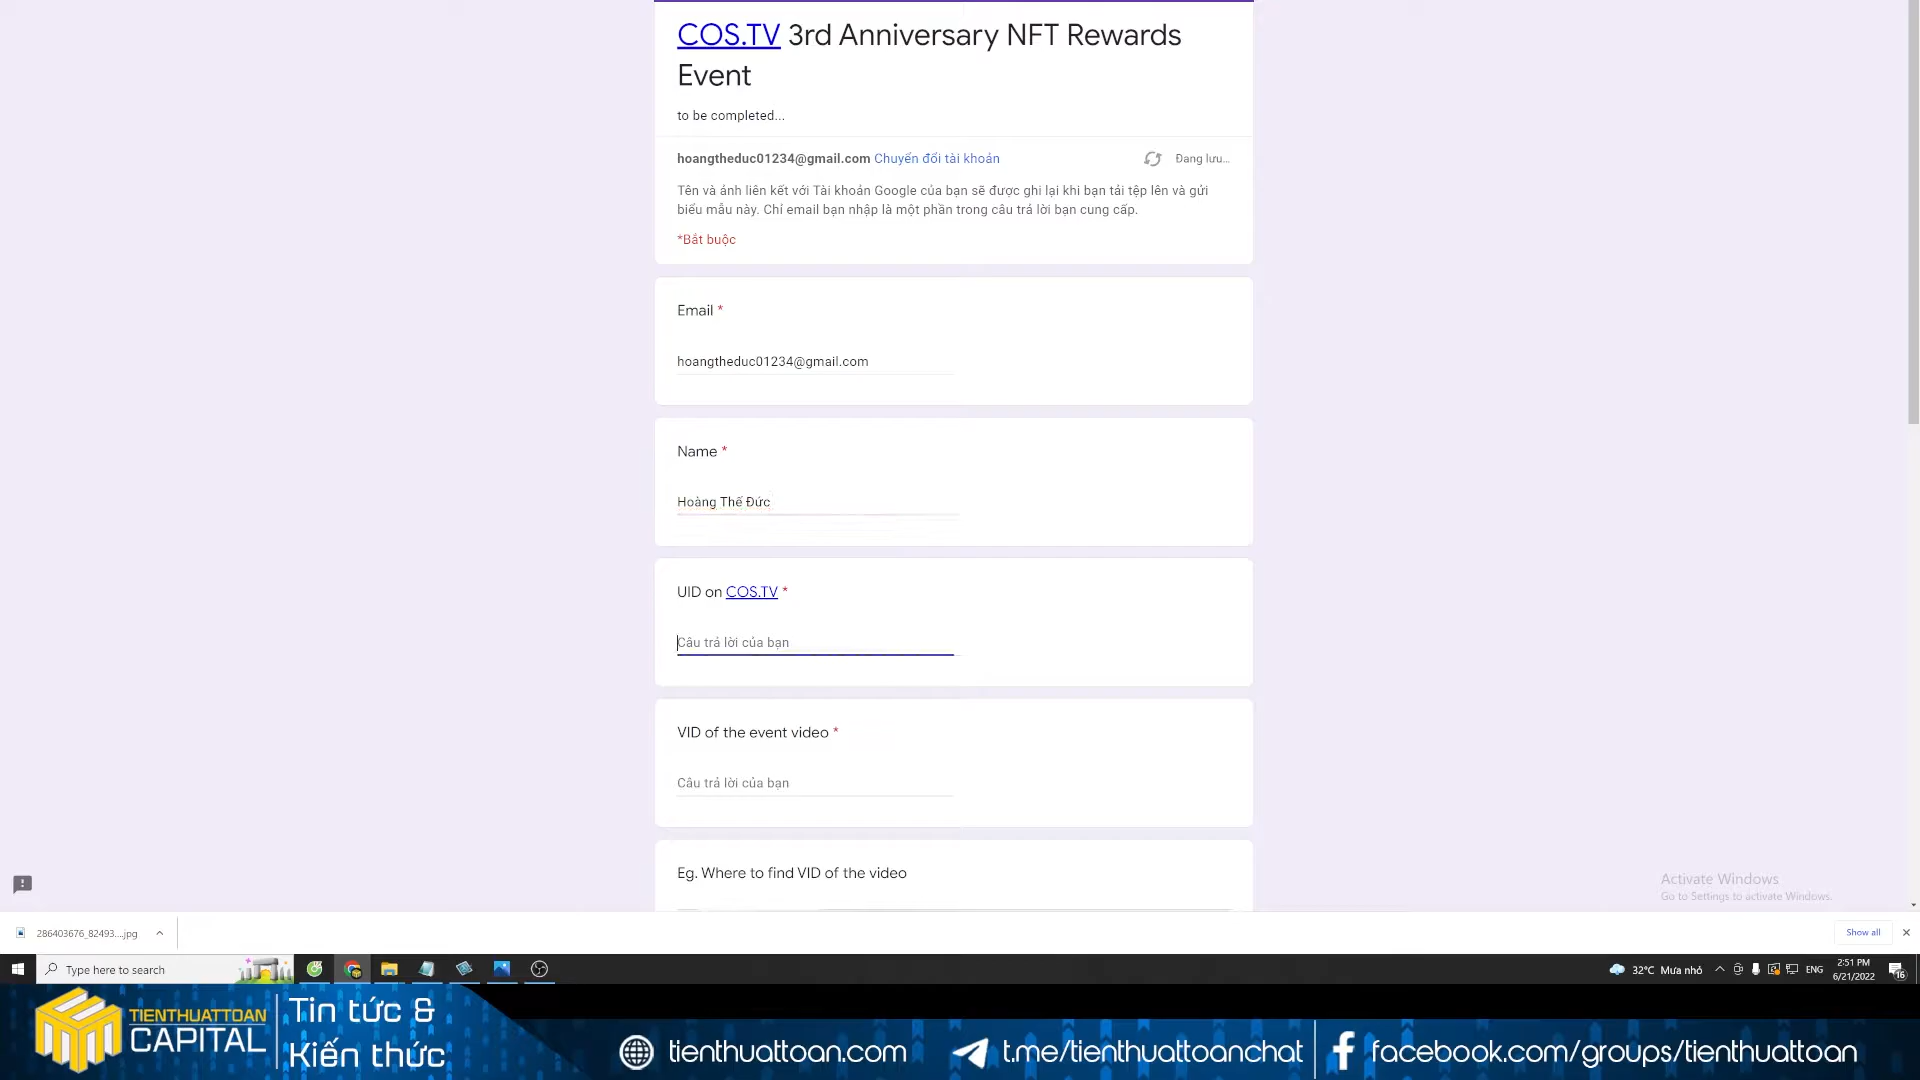 COS.TV 3rd Anniversary NFT Rewards
Event
to be completed...
hoangtheduc01234@gmail.com Chuyển đổi tài khoản
Đang lưu...
Tên và ảnh liên kết với Tài khoản Google của bạn sẽ được ghi lại khi bạn tải tệp lên và gửi
biểu mẫu này. Chỉ email bạn nhập là một phần trong câu trả lời bạn cung cấp.
*Bắt buộc
Email *
hoangtheduc01234@gmail.com
Name *
Hoàng Thế Đức
UID on COS.TV *
Câu trả lời của bạn
VID of the event video *
Câu trả lời của bạn
Eg. Where to find VID of the video
Activate Windows
Go to Settings to activate Windows.
286403676_82493....jpg
Show all
Type here to search
32°C Mưa nhỏ
ENG
2:51 PM
6/21/2022
16
TIENTHUATTOAN
CAPITAL
Tin tức &
Kiến thức
tienthuattoan.com
t.me/tienthuattoanchat
facebook.com/groups/tienthuattoan